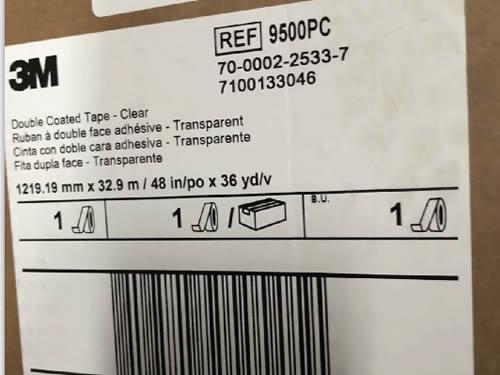 3M
REF 9500PC
70-0002-2533-7
7100133046
Double Coated Tape - Clear
Ruban à double face adhésive - Transparent
Cinta con doble cara adhesiva - Transparente
Fita dupla face - Transparente
1219.19 mm x 32.9 m / 48 in/po x 36 yd/v
1 1 / B.U. 1